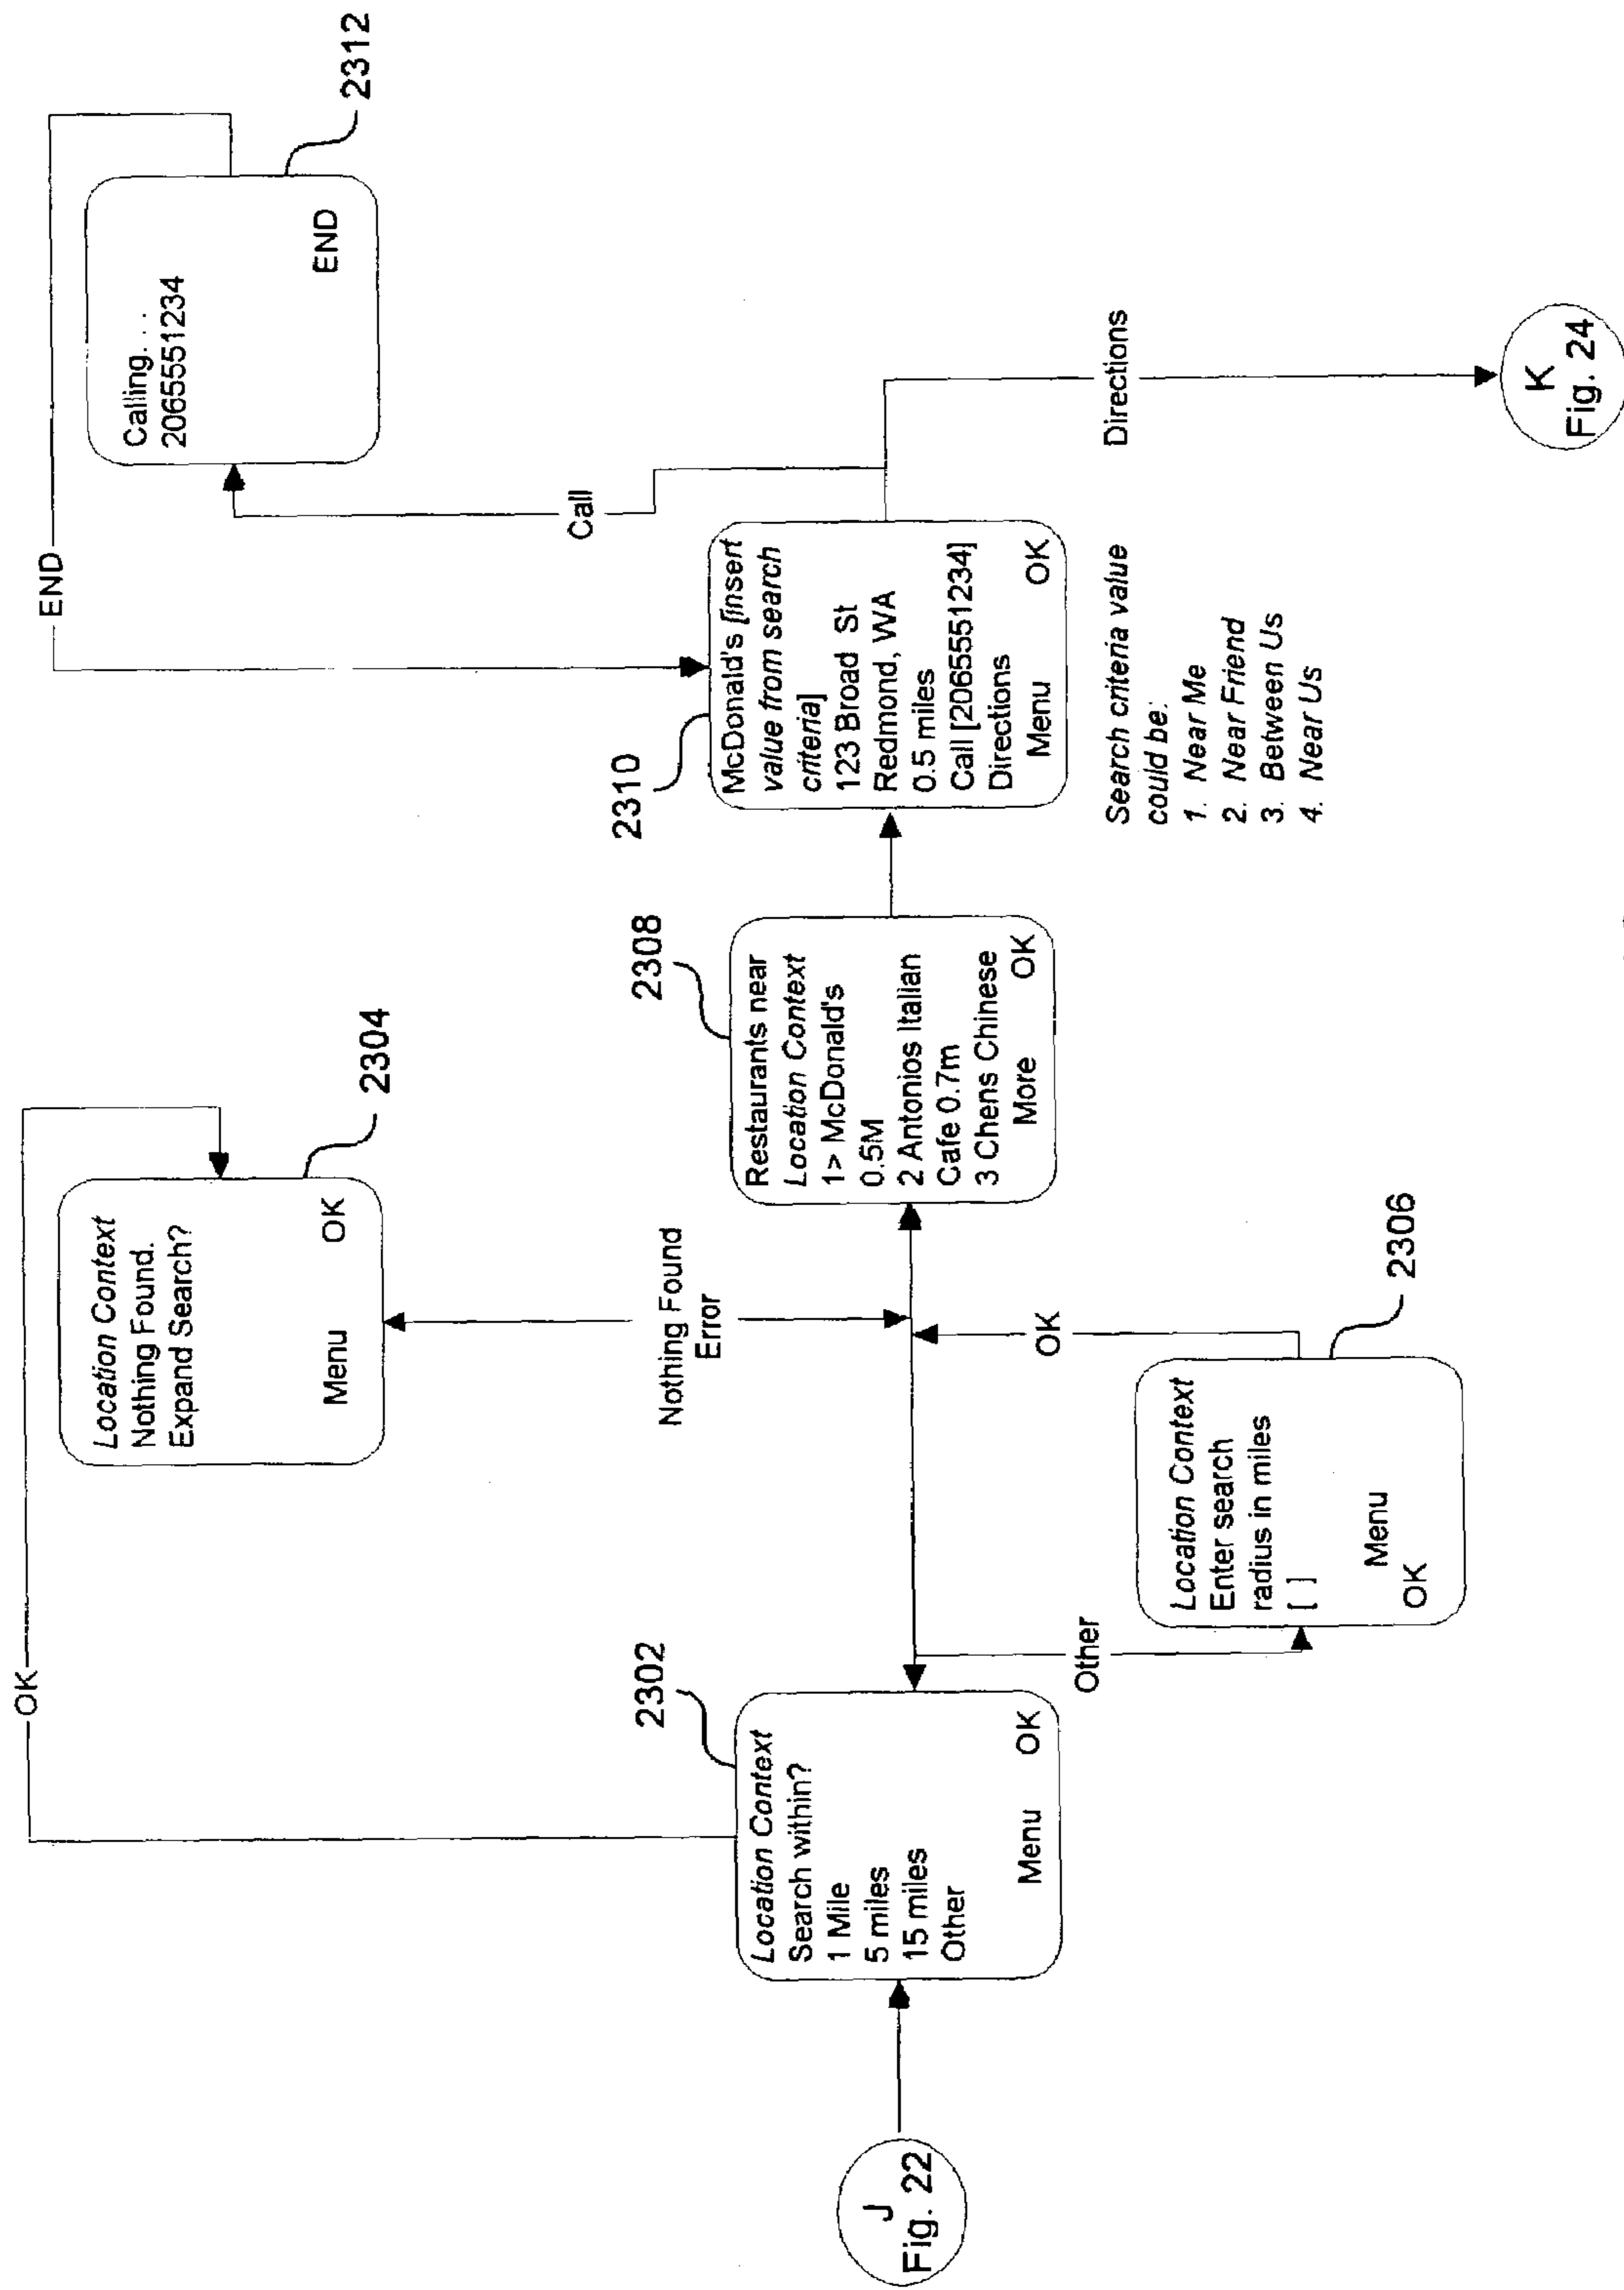 OK
Location Context
Nothing Found.
Expand Search?
Menu OK
2304
END
Calling. . .
2065551234
END
2312
Nothing Found
Error
Call
J
Fig. 22
2302
Location Context
Search within?
1 Mile
5 miles
15 miles
Other
Menu OK
2308
Restaurants near
Location Context
1> McDonald's
0.5M
2 Antonios Italian
Cafe 0.7m
3 Chens Chinese
More OK
2310
McDonald's [insert
value from search
criteria]
123 Broad St
Redmond, WA
0.5 miles
Call [2065551234]
Directions
Menu OK
Other
OK
2306
Location Context
Enter search
radius in miles
[ ]
Menu
OK
Search criteria value
could be:
1. Near Me
2. Near Friend
3. Between Us
4. Near Us
Directions
K
Fig. 24